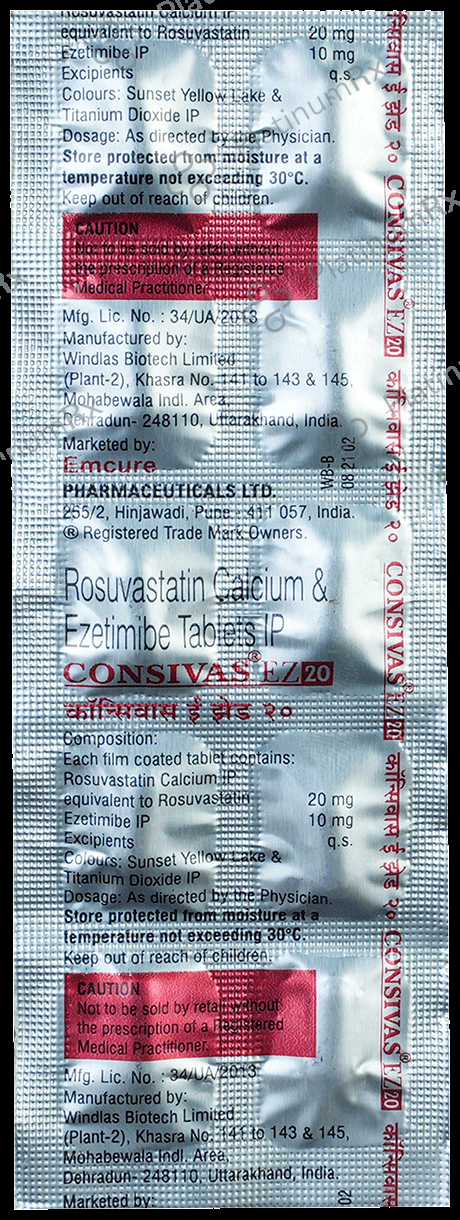 Rosuvastatin Calcium IP
equivalent to Rosuvastatin 20 mg
Ezetimibe IP 10 mg
Excipients q.s.
Colours: Sunset Yellow Lake &
Titanium Dioxide IP
Dosage: As directed by the Physician.
Store protected from moisture at a
temperature not exceeding 30°C.
Keep out of reach of children.
CAUTION
Not to be sold by retail without
the prescription of a Registered
Medical Practitioner.
Mfg. Lic. No. : 34/UA/2013
Manufactured by:
Windlas Biotech Limited
(Plant-2), Khasra No. 141 to 143 & 145,
Mohabewala Indl. Area,
Dehradun- 248110, Uttarakhand, India.
Marketed by:
Emcure
PHARMACEUTICALS LTD.
255/2, Hinjawadi, Pune - 411 057, India.
® Registered Trade Mark Owners.
WB-B
08 21 02
Rosuvastatin Calcium &
Ezetimibe Tablets IP
CONSIVAS® EZ 20
कॉन्सिवास ई झेड २०
Composition:
Each film coated tablet contains:
Rosuvastatin Calcium IP
equivalent to Rosuvastatin 20 mg
Ezetimibe IP 10 mg
Excipients q.s.
Colours: Sunset Yellow Lake &
Titanium Dioxide IP
Dosage: As directed by the Physician.
Store protected from moisture at a
temperature not exceeding 30°C.
Keep out of reach of children.
CAUTION
Not to be sold by retail without
the prescription of a Registered
Medical Practitioner.
Mfg. Lic. No. : 34/UA/2013
Manufactured by:
Windlas Biotech Limited
(Plant-2), Khasra No. 141 to 143 & 145,
Mohabewala Indl. Area,
Dehradun- 248110, Uttarakhand, India.
Marketed by:
02
कॉन्सिवास ई झेड २०
CONSIVAS® EZ 20
कॉन्सिवास ई झेड २०
CONSIVAS® EZ 20
कॉन्सिवास ई झेड २०
CONSIVAS® EZ 20
कॉन्सिवास
PlatinumRx